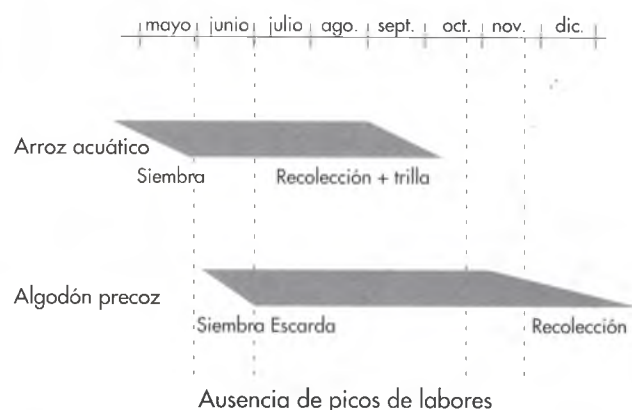 mayo junio julio ago. sept. oct. nov. dic.
Arroz acuático
Siembra Recolección + trilla
Algodón precoz
Siembra Escarda Recolección
Ausencia de picos de labores